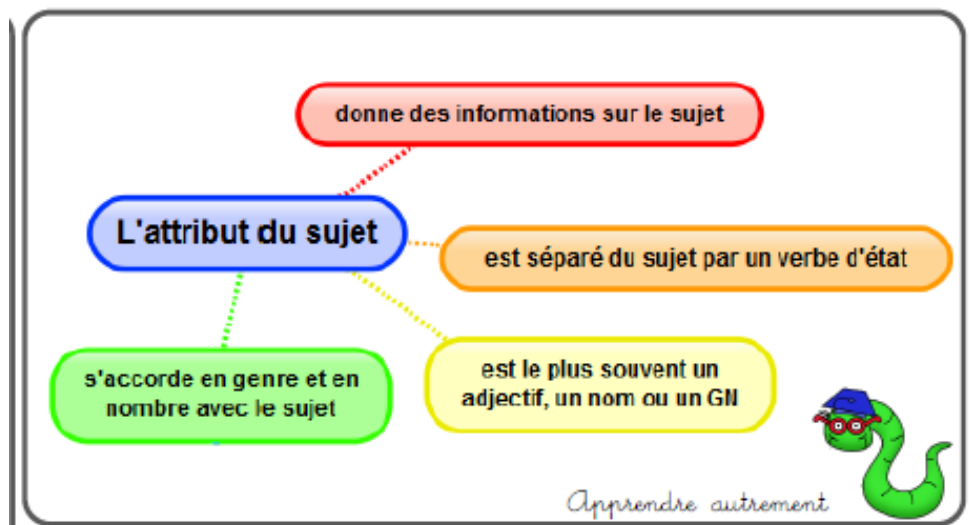 donne des informations sur le sujet
L'attribut du sujet
est séparé du sujet par un verbe d'état
s'accorde en genre et en
nombre avec le sujet
est le plus souvent un
adjectif, un nom ou un GN
Apprendre autrement